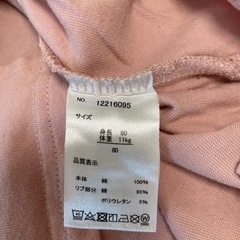 NO. 12216095
サイズ
身長 80
体重 11kg
80
品質表示
本体 綿 100%
リブ部分 綿 95%
ポリウレタン 5%